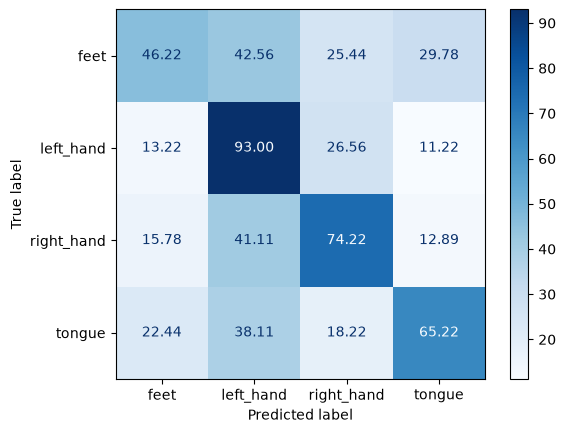 90
feet 46.22 42.56 25.44 29.78
80
70
left_hand 13.22 93.00 26.56 11.22
60
True label
50
right_hand 15.78 41.11 74.22 12.89
40
30
tongue 22.44 38.11 18.22 65.22
20
feet left_hand right_hand tongue
Predicted label